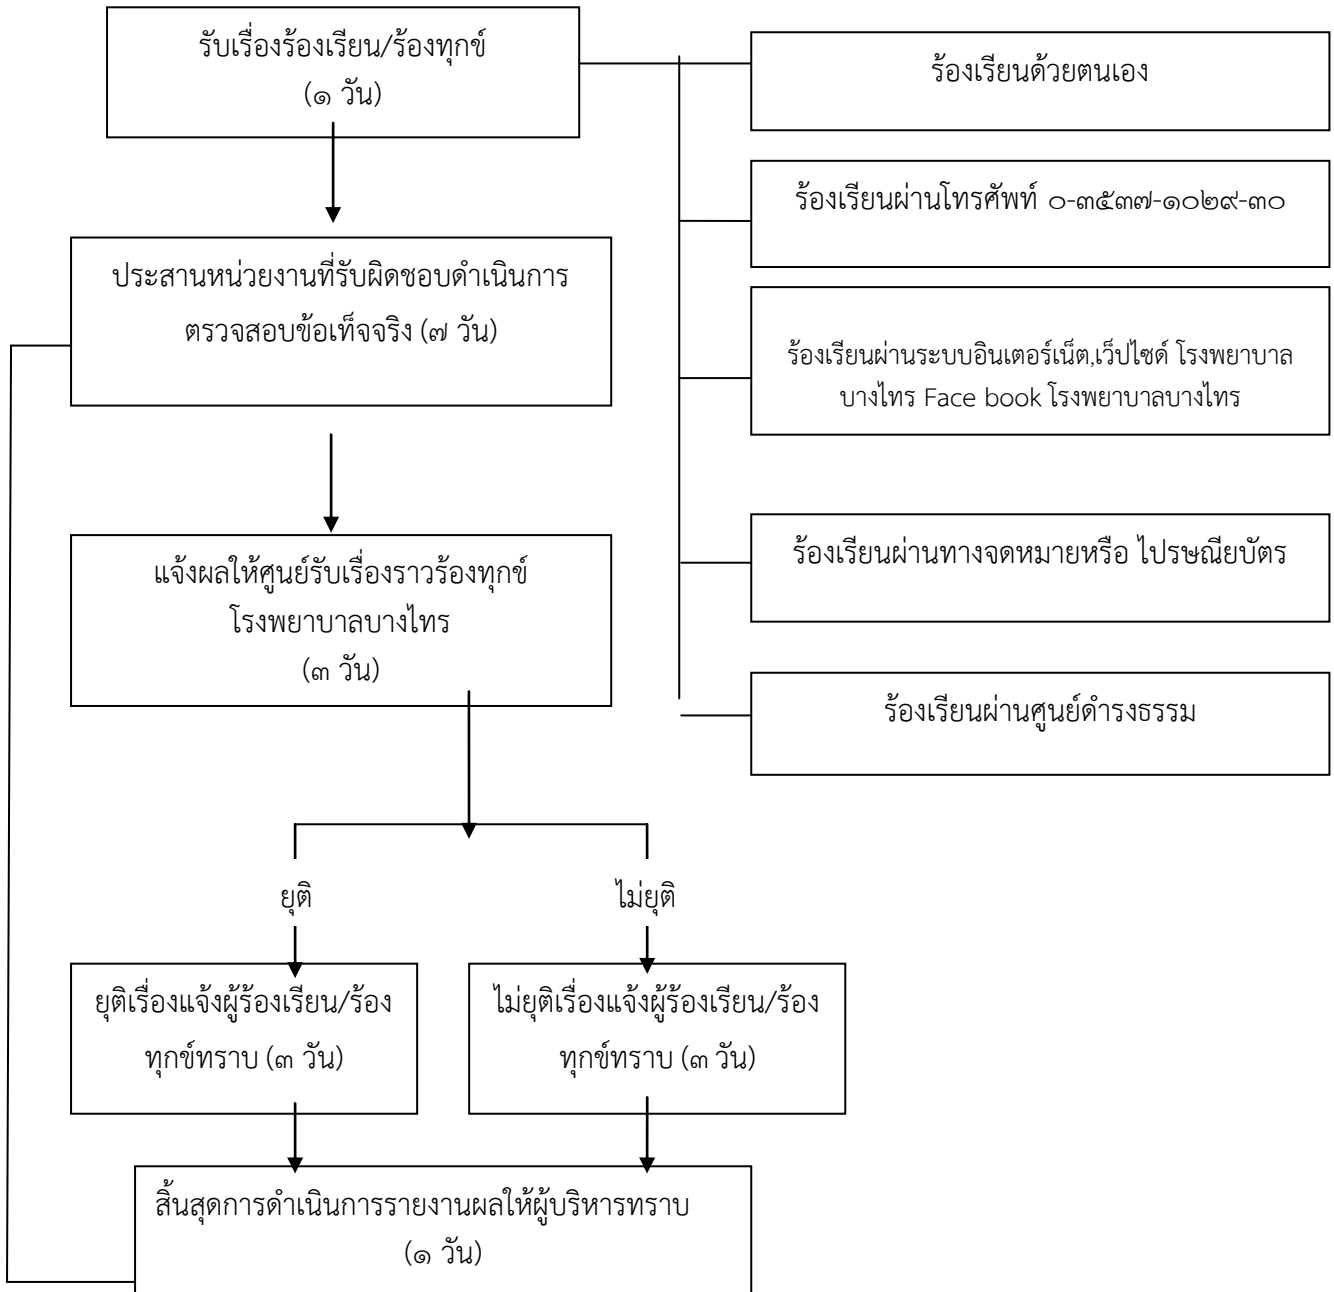 รับเรื่องร้องเรียน/ร้องทุกข์
(๑ วัน)
ร้องเรียนด้วยตนเอง
ร้องเรียนผ่านโทรศัพท์ ๐-๓๕๓๗-๑๐๒๙-๓๐
ประสานหน่วยงานที่รับผิดชอบดำเนินการ
ตรวจสอบข้อเท็จจริง (๗ วัน)
ร้องเรียนผ่านระบบอินเตอร์เน็ต,เว็ปไซด์ โรงพยาบาล
บางไทร Face book โรงพยาบาลบางไทร
ร้องเรียนผ่านทางจดหมายหรือ ไปรษณียบัตร
แจ้งผลให้ศูนย์รับเรื่องราวร้องทุกข์
โรงพยาบาลบางไทร
(๓ วัน)
ร้องเรียนผ่านศูนย์ดำรงธรรม
ยุติ
ไม่ยุติ
ยุติเรื่องแจ้งผู้ร้องเรียน/ร้อง
ทุกข์ทราบ (๓ วัน)
ไม่ยุติเรื่องแจ้งผู้ร้องเรียน/ร้อง
ทุกข์ทราบ (๓ วัน)
สิ้นสุดการดำเนินการรายงานผลให้ผู้บริหารทราบ
(๑ วัน)